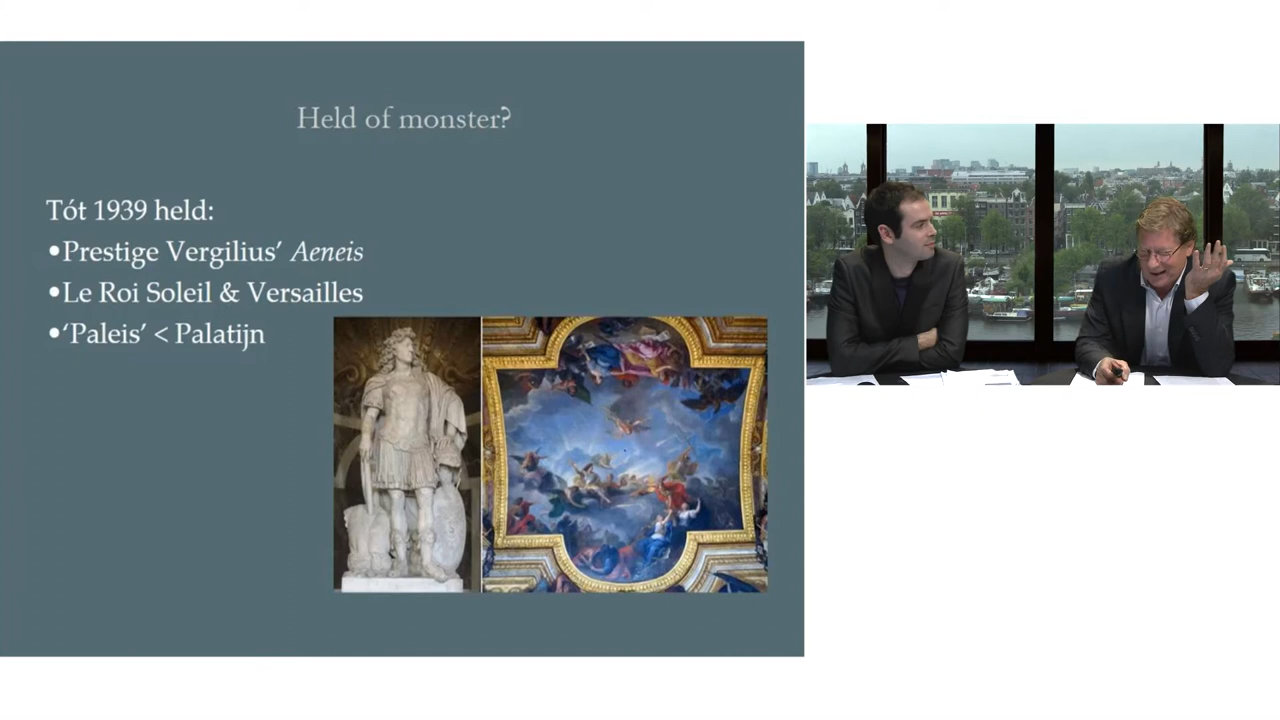 Held of monster?
Tót 1939 held:
•Prestige Vergilius’ Aeneis
•Le Roi Soleil & Versailles
•‘Paleis’ < Palatijn